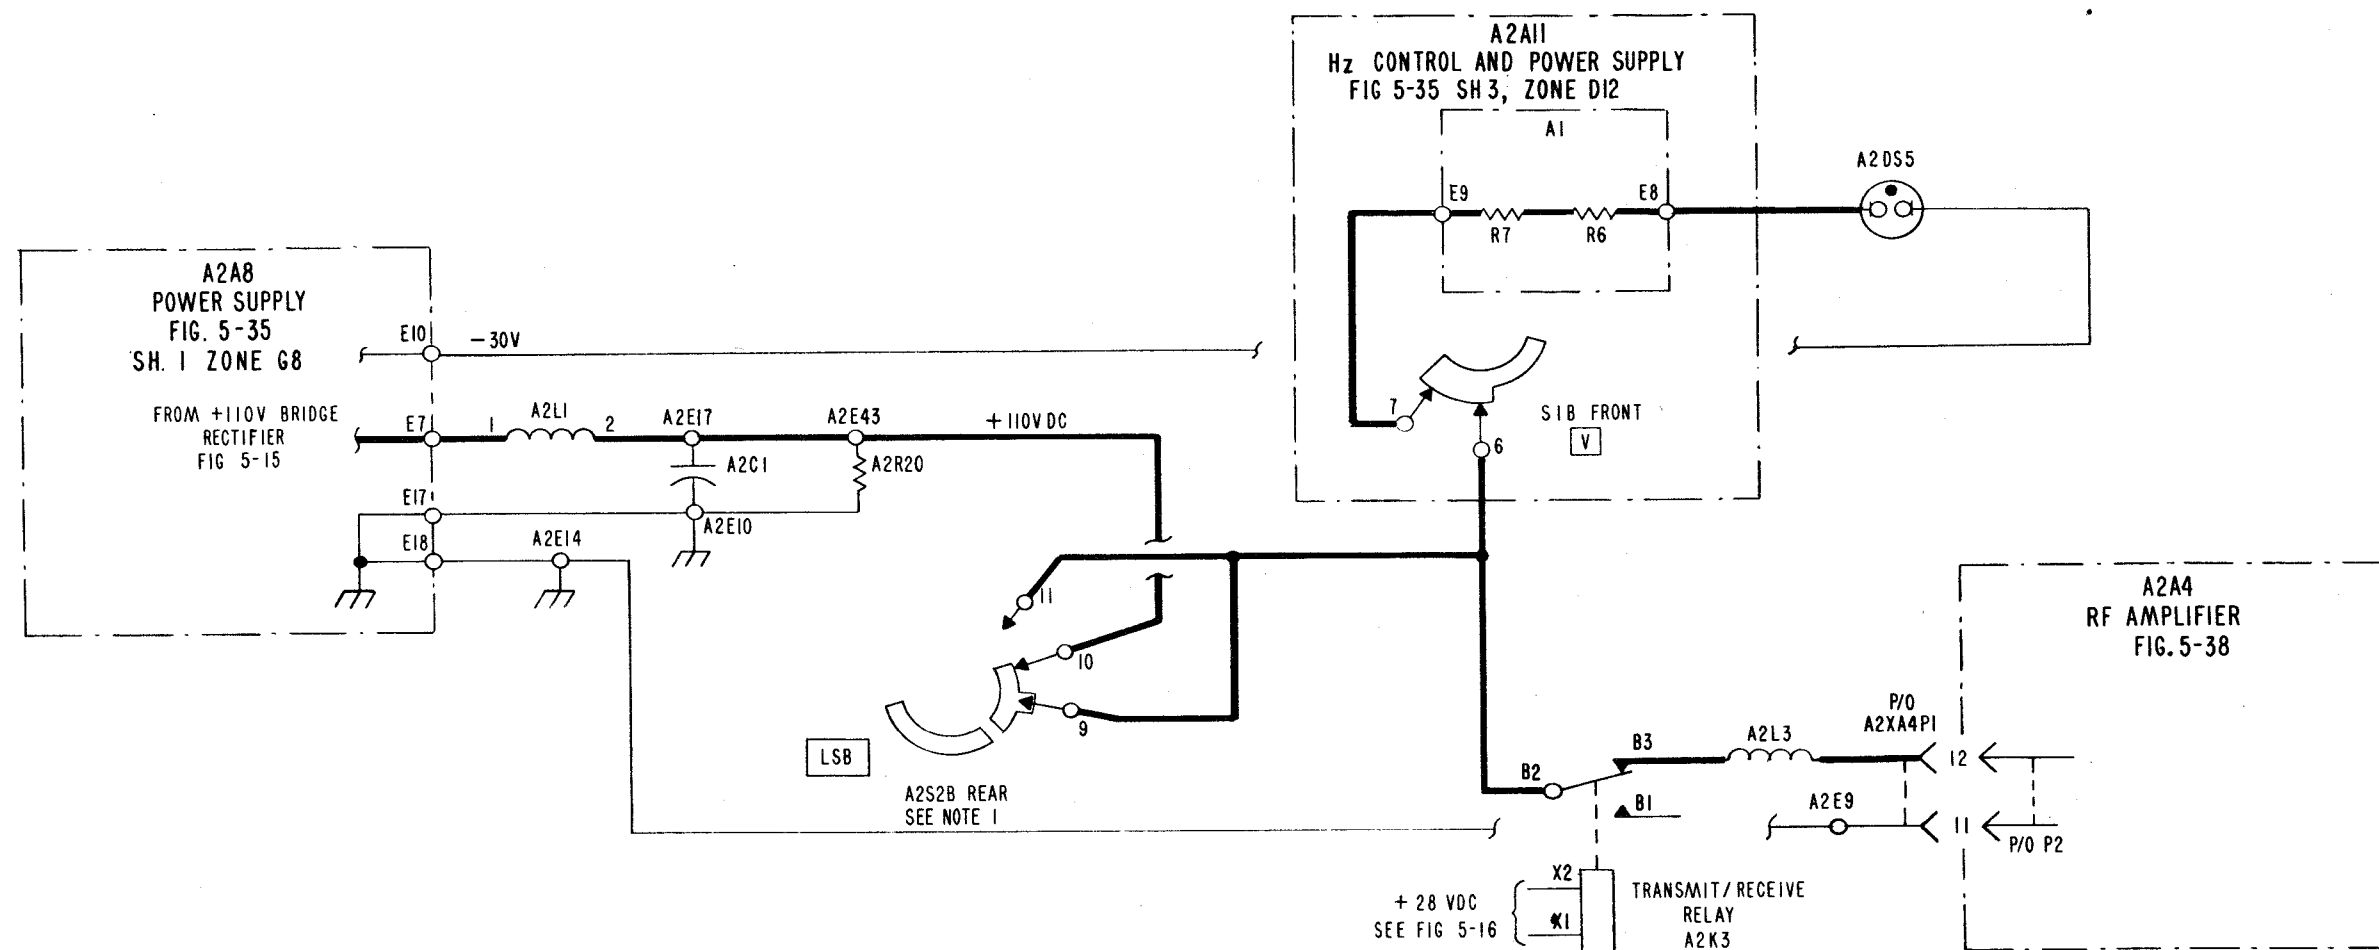 A2A11
Hz CONTROL AND POWER SUPPLY
FIG 5-35 SH 3, ZONE D12
A1
E9
E8
R7
R6
A2DS5
7
6
S1B FRONT
V
A2A8
POWER SUPPLY
FIG. 5-35
SH. 1 ZONE G8
E10
-30V
FROM +110V BRIDGE
RECTIFIER
FIG 5-15
E7
1
A2L1
2
A2E17
A2E43
+110VDC
A2C1
A2R20
E17
A2E10
E18
A2E14
11
10
9
LSB
A2S2B REAR
SEE NOTE 1
A2A4
RF AMPLIFIER
FIG. 5-38
P/O
A2XA4P1
B2
B3
A2L3
12
B1
A2E9
11
P/O P2
X2
X1
+28 VDC
SEE FIG 5-16
TRANSMIT/RECEIVE
RELAY
A2K3